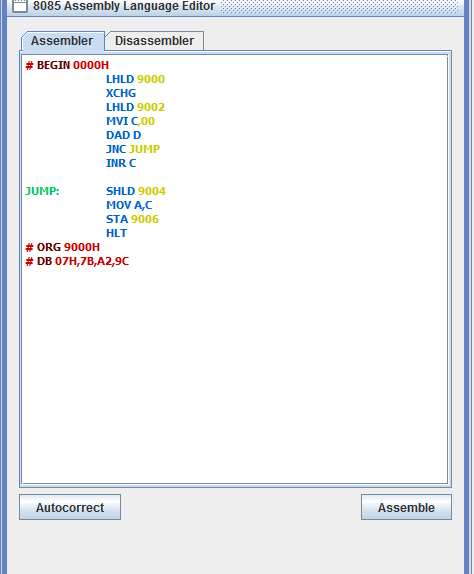 8085 Assembly Language Editor
Assembler Disassembler
# BEGIN 0000H
LHLD 9000
XCHG
LHLD 9002
MVI C,00
DAD D
JNC JUMP
INR C
JUMP: SHLD 9004
MOV A,C
STA 9006
HLT
# ORG 9000H
# DB 07H,7B,A2,9C
Autocorrect Assemble